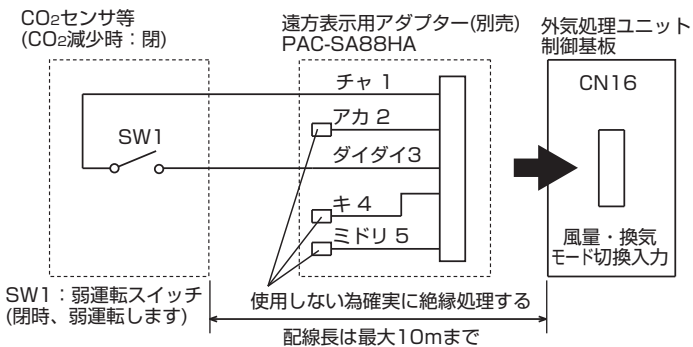 CO2センサ等
(CO2減少時：閉)
遠方表示用アダプター(別売)
PAC-SA88HA
外気処理ユニット
制御基板
チャ 1
CN16
アカ 2
SW1
ダイダイ3
キ 4
ミドリ 5
風量・換気
モード切換入力
SW1：弱運転スイッチ
(閉時、弱運転します)
使用しない為確実に絶縁処理する
配線長は最大10mまで